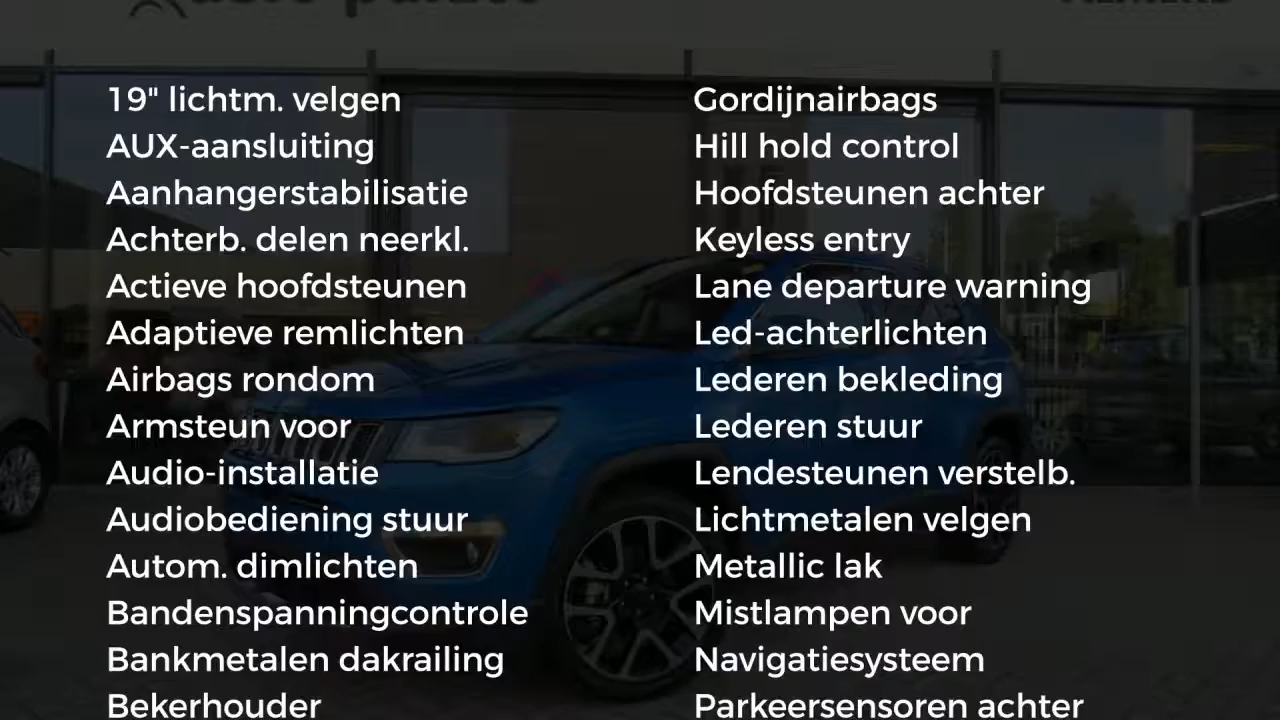 19" lichtm. velgen
AUX-aansluiting
Aanhangerstabilisatie
Achterb. delen neerkl.
Actieve hoofdsteunen
Adaptieve remlichten
Airbags rondom
Armsteun voor
Audio-installatie
Audiobediening stuur
Autom. dimlichten
Bandenspanningcontrole
Bankmetalen dakrailing
Bekerhouder
Gordijnairbags
Hill hold control
Hoofdsteunen achter
Keyless entry
Lane departure warning
Led-achterlichten
Lederen bekleding
Lederen stuur
Lendesteunen verstelb.
Lichtmetalen velgen
Metallic lak
Mistlampen voor
Navigatiesysteem
Parkeersensoren achter